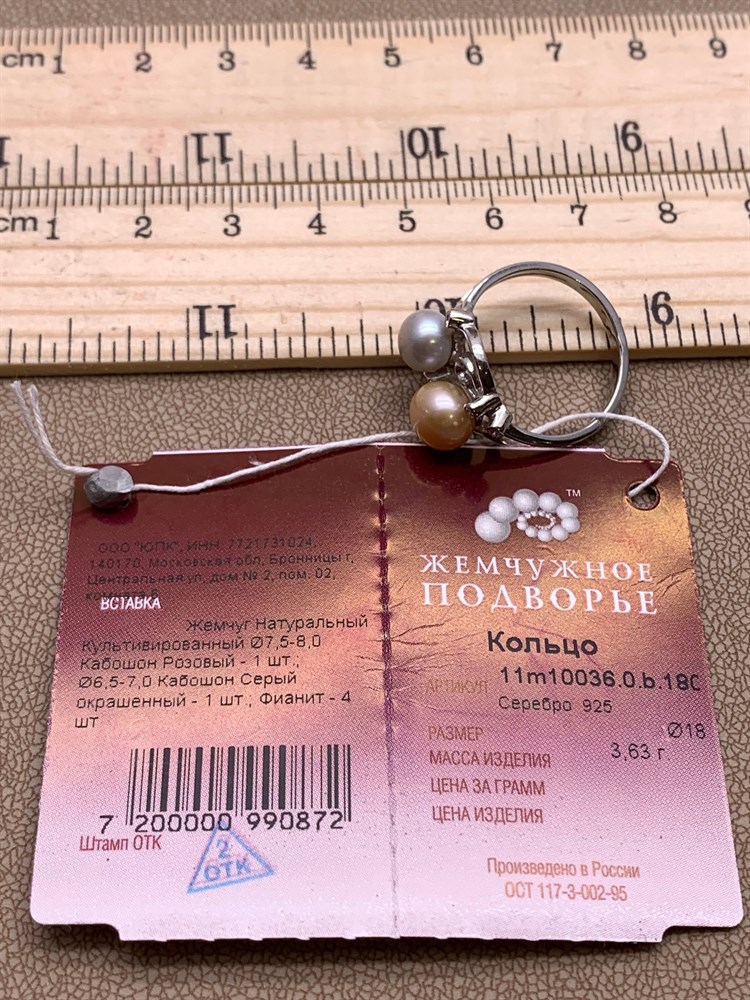 cm 1 2 3 4 5 6 7 8 9
11 10 9
cm 1 2 3 4 5 6 7 8
11 10 9
ООО "ЮПК", ИНН: 7721731024,
140170, Московская обл, Бронницы г,
Центральная ул, дом № 2, пом. 02,
ВСТАВКА
Жемчуг Натуральный
Культивированный Ø7,5-8,0
Кабошон Розовый - 1 шт.;
Ø6,5-7,0 Кабошон Серый
окрашенный - 1 шт.; Фианит - 4
шт
7 200000 990872
Штамп ОТК
2
ОТК
TM
ЖЕМЧУЖНОЕ
ПОДВОРЬЕ
Кольцо
АРТИКУЛ 11m10036.0.b.180
Серебро 925
РАЗМЕР Ø18
МАССА ИЗДЕЛИЯ 3,63 г.
ЦЕНА ЗА ГРАММ
ЦЕНА ИЗДЕЛИЯ
Произведено в России
ОСТ 117-3-002-95